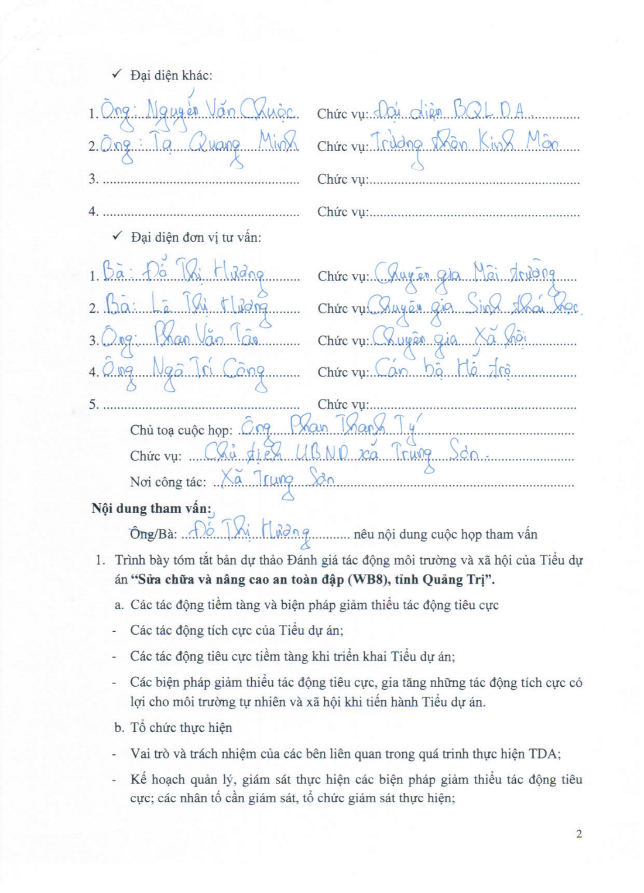 ✓ Đại diện khác:
1. Ông: Nguyễn Văn Chuộc Chức vụ: Đại diện BQLDA
2. Ông: Tạ Quang Minh Chức vụ: Trưởng thôn Kinh Môn
3. Chức vụ:
4. Chức vụ:
✓ Đại diện đơn vị tư vấn:
1. Bà: Đỗ Thị Hương Chức vụ: Chuyên gia Môi trường
2. Bà: Lê Thị Hường Chức vụ: Chuyên gia Sinh thái học
3. Ông: Phan Văn Tân Chức vụ: Chuyên gia Xã hội
4. Ông Ngô Trí Công Chức vụ: Cán bộ Hỗ trợ
5. Chức vụ:
Chủ toạ cuộc họp: Ông Phan Thanh Tý
Chức vụ: Chủ tịch UBND xã Trung Sơn
Nơi công tác: Xã Trung Sơn
Nội dung tham vấn:
Ông/Bà: Đỗ Thị Hương nêu nội dung cuộc họp tham vấn
1. Trình bày tóm tắt bản dự thảo Đánh giá tác động môi trường và xã hội của Tiểu dự
án “Sửa chữa và nâng cao an toàn đập (WB8), tỉnh Quảng Trị”.
a. Các tác động tiềm tàng và biện pháp giảm thiểu tác động tiêu cực
- Các tác động tích cực của Tiểu dự án;
- Các tác động tiêu cực tiềm tàng khi triển khai Tiểu dự án;
- Các biện pháp giảm thiểu tác động tiêu cực, gia tăng những tác động tích cực có
lợi cho môi trường tự nhiên và xã hội khi tiến hành Tiểu dự án.
b. Tổ chức thực hiện
- Vai trò và trách nhiệm của các bên liên quan trong quá trình thực hiện TDA;
- Kế hoạch quản lý, giám sát thực hiện các biện pháp giảm thiểu tác động tiêu
cực; các nhân tố cần giám sát, tổ chức giám sát thực hiện;
2